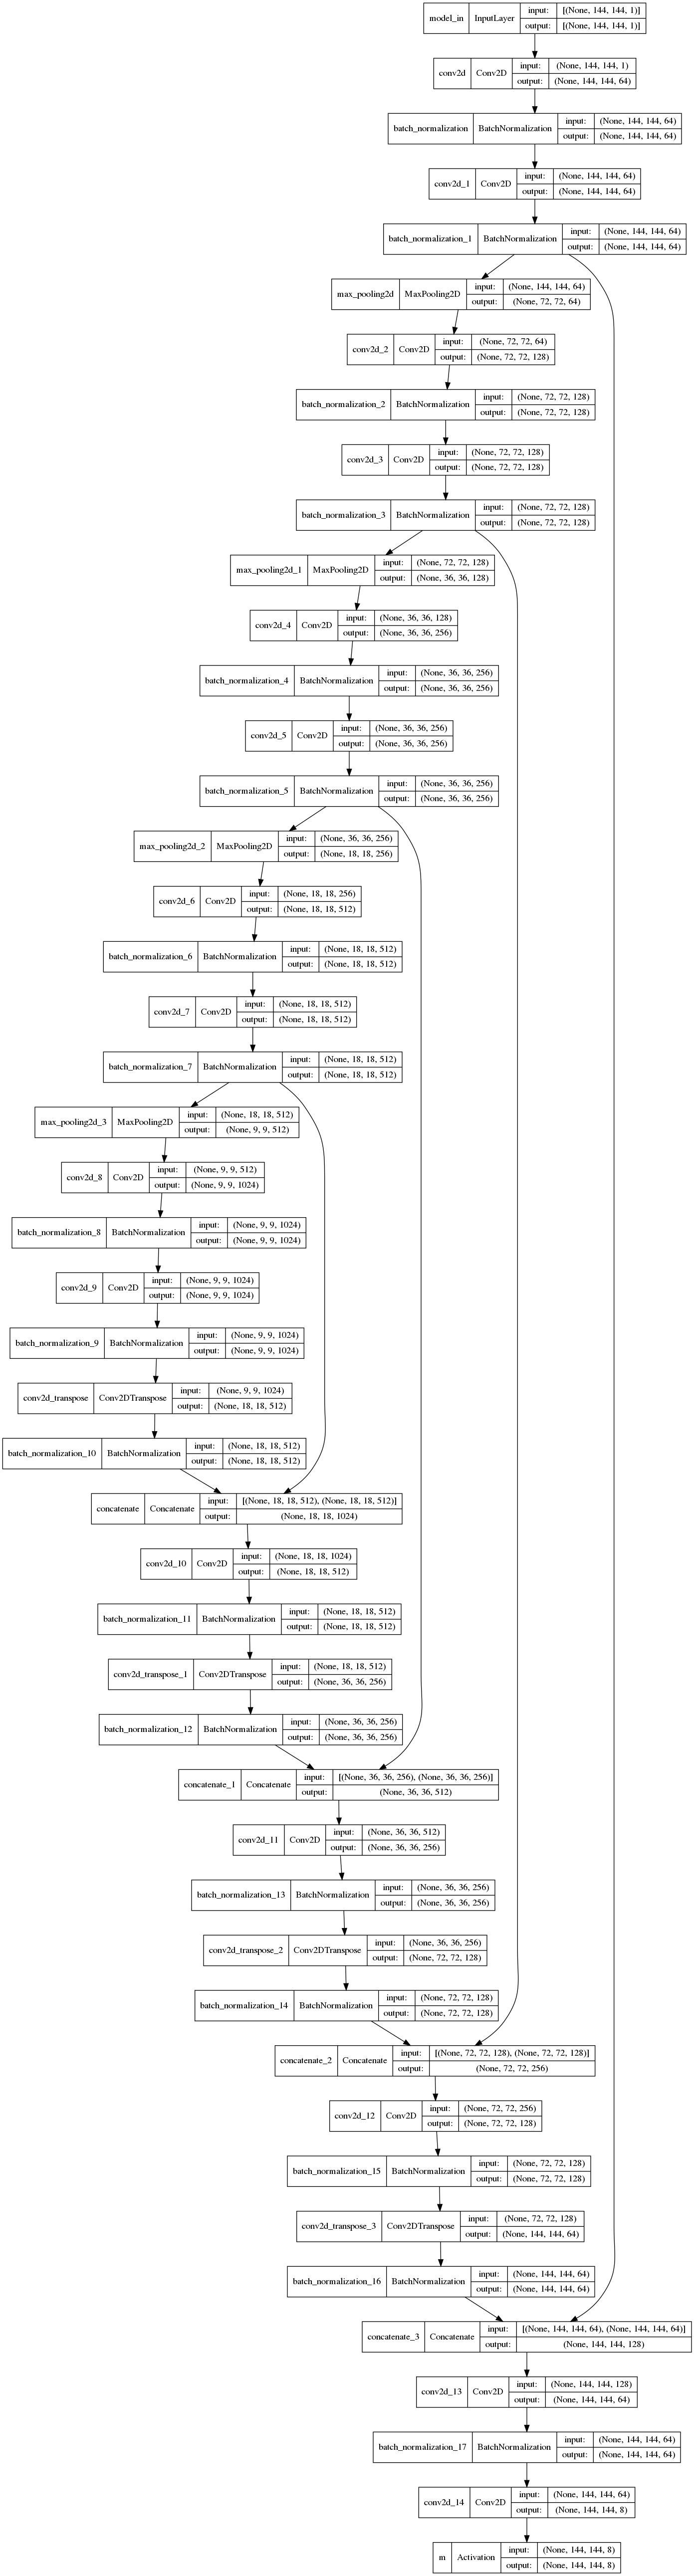 model_in InputLayer input: [(None, 144, 144, 1)]
output: [(None, 144, 144, 1)]
conv2d Conv2D input: (None, 144, 144, 1)
output: (None, 144, 144, 64)
batch_normalization BatchNormalization input: (None, 144, 144, 64)
output: (None, 144, 144, 64)
conv2d_1 Conv2D input: (None, 144, 144, 64)
output: (None, 144, 144, 64)
batch_normalization_1 BatchNormalization input: (None, 144, 144, 64)
output: (None, 144, 144, 64)
max_pooling2d MaxPooling2D input: (None, 144, 144, 64)
output: (None, 72, 72, 64)
conv2d_2 Conv2D input: (None, 72, 72, 64)
output: (None, 72, 72, 128)
batch_normalization_2 BatchNormalization input: (None, 72, 72, 128)
output: (None, 72, 72, 128)
conv2d_3 Conv2D input: (None, 72, 72, 128)
output: (None, 72, 72, 128)
batch_normalization_3 BatchNormalization input: (None, 72, 72, 128)
output: (None, 72, 72, 128)
max_pooling2d_1 MaxPooling2D input: (None, 72, 72, 128)
output: (None, 36, 36, 128)
conv2d_4 Conv2D input: (None, 36, 36, 128)
output: (None, 36, 36, 256)
batch_normalization_4 BatchNormalization input: (None, 36, 36, 256)
output: (None, 36, 36, 256)
conv2d_5 Conv2D input: (None, 36, 36, 256)
output: (None, 36, 36, 256)
batch_normalization_5 BatchNormalization input: (None, 36, 36, 256)
output: (None, 36, 36, 256)
max_pooling2d_2 MaxPooling2D input: (None, 36, 36, 256)
output: (None, 18, 18, 256)
conv2d_6 Conv2D input: (None, 18, 18, 256)
output: (None, 18, 18, 512)
batch_normalization_6 BatchNormalization input: (None, 18, 18, 512)
output: (None, 18, 18, 512)
conv2d_7 Conv2D input: (None, 18, 18, 512)
output: (None, 18, 18, 512)
batch_normalization_7 BatchNormalization input: (None, 18, 18, 512)
output: (None, 18, 18, 512)
max_pooling2d_3 MaxPooling2D input: (None, 18, 18, 512)
output: (None, 9, 9, 512)
conv2d_8 Conv2D input: (None, 9, 9, 512)
output: (None, 9, 9, 1024)
batch_normalization_8 BatchNormalization input: (None, 9, 9, 1024)
output: (None, 9, 9, 1024)
conv2d_9 Conv2D input: (None, 9, 9, 1024)
output: (None, 9, 9, 1024)
batch_normalization_9 BatchNormalization input: (None, 9, 9, 1024)
output: (None, 9, 9, 1024)
conv2d_transpose Conv2DTranspose input: (None, 9, 9, 1024)
output: (None, 18, 18, 512)
batch_normalization_10 BatchNormalization input: (None, 18, 18, 512)
output: (None, 18, 18, 512)
concatenate Concatenate input: [(None, 18, 18, 512), (None, 18, 18, 512)]
output: (None, 18, 18, 1024)
conv2d_10 Conv2D input: (None, 18, 18, 1024)
output: (None, 18, 18, 512)
batch_normalization_11 BatchNormalization input: (None, 18, 18, 512)
output: (None, 18, 18, 512)
conv2d_transpose_1 Conv2DTranspose input: (None, 18, 18, 512)
output: (None, 36, 36, 256)
batch_normalization_12 BatchNormalization input: (None, 36, 36, 256)
output: (None, 36, 36, 256)
concatenate_1 Concatenate input: [(None, 36, 36, 256), (None, 36, 36, 256)]
output: (None, 36, 36, 512)
conv2d_11 Conv2D input: (None, 36, 36, 512)
output: (None, 36, 36, 256)
batch_normalization_13 BatchNormalization input: (None, 36, 36, 256)
output: (None, 36, 36, 256)
conv2d_transpose_2 Conv2DTranspose input: (None, 36, 36, 256)
output: (None, 72, 72, 128)
batch_normalization_14 BatchNormalization input: (None, 72, 72, 128)
output: (None, 72, 72, 128)
concatenate_2 Concatenate input: [(None, 72, 72, 128), (None, 72, 72, 128)]
output: (None, 72, 72, 256)
conv2d_12 Conv2D input: (None, 72, 72, 256)
output: (None, 72, 72, 128)
batch_normalization_15 BatchNormalization input: (None, 72, 72, 128)
output: (None, 72, 72, 128)
conv2d_transpose_3 Conv2DTranspose input: (None, 72, 72, 128)
output: (None, 144, 144, 64)
batch_normalization_16 BatchNormalization input: (None, 144, 144, 64)
output: (None, 144, 144, 64)
concatenate_3 Concatenate input: [(None, 144, 144, 64), (None, 144, 144, 64)]
output: (None, 144, 144, 128)
conv2d_13 Conv2D input: (None, 144, 144, 128)
output: (None, 144, 144, 64)
batch_normalization_17 BatchNormalization input: (None, 144, 144, 64)
output: (None, 144, 144, 64)
conv2d_14 Conv2D input: (None, 144, 144, 64)
output: (None, 144, 144, 8)
m Activation input: (None, 144, 144, 8)
output: (None, 144, 144, 8)